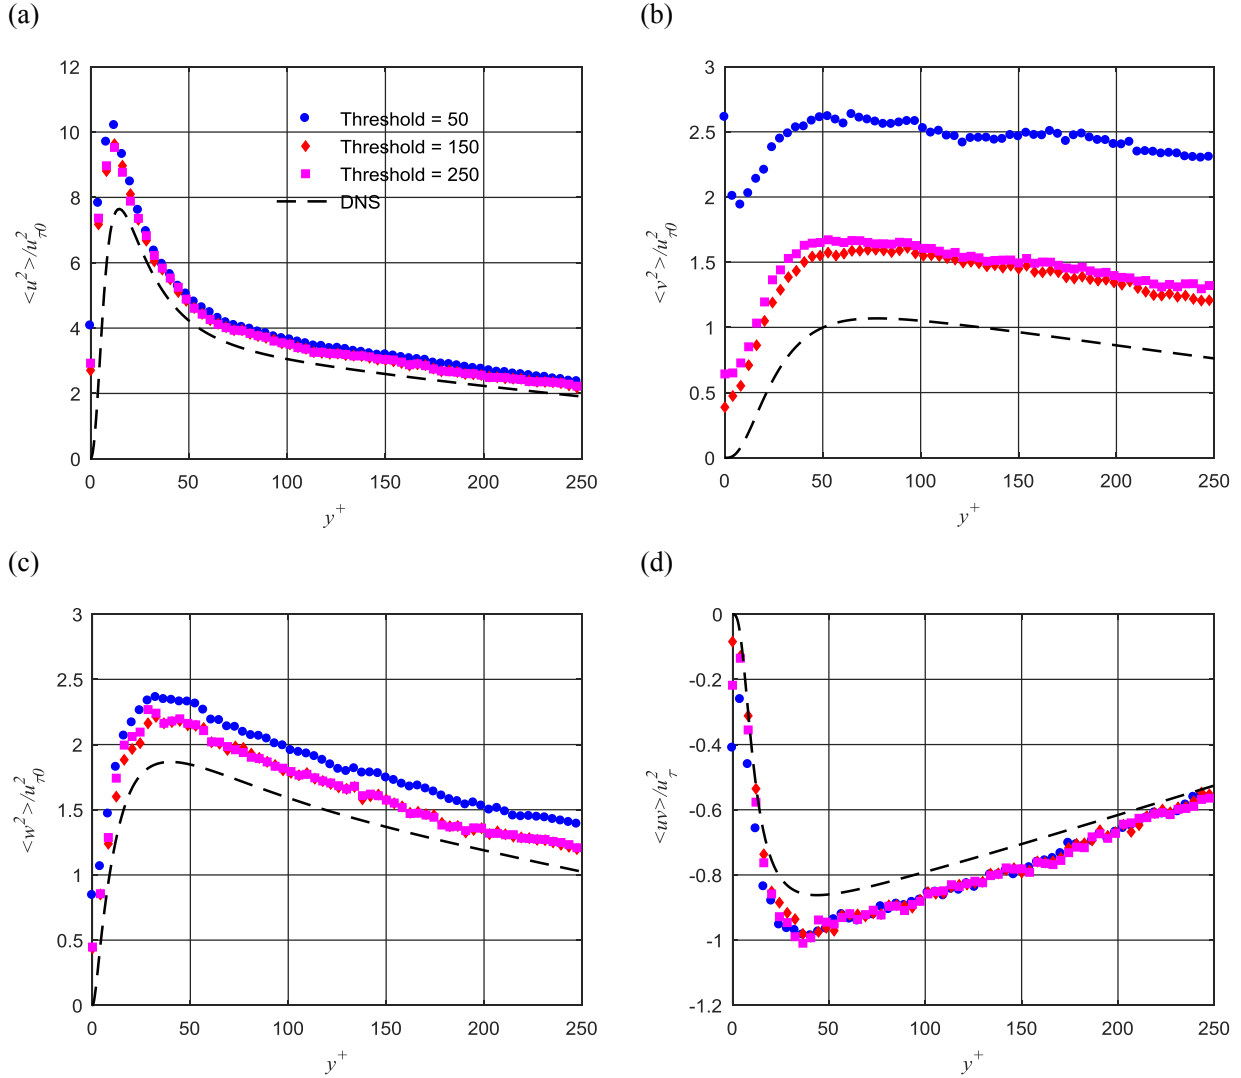 (a)
12
10
8
6
4
2
0
0 50 100 150 200 250
<u²>/u²τ0
y⁺
Threshold = 50
Threshold = 150
Threshold = 250
DNS
(b)
3
2.5
2
1.5
1
0.5
0
0 50 100 150 200 250
<v²>/u²τ0
y⁺
(c)
3
2.5
2
1.5
1
0.5
0
0 50 100 150 200 250
<w²>/u²τ0
y⁺
(d)
0
-0.2
-0.4
-0.6
-0.8
-1
-1.2
0 50 100 150 200 250
<uv>/u²τ
y⁺